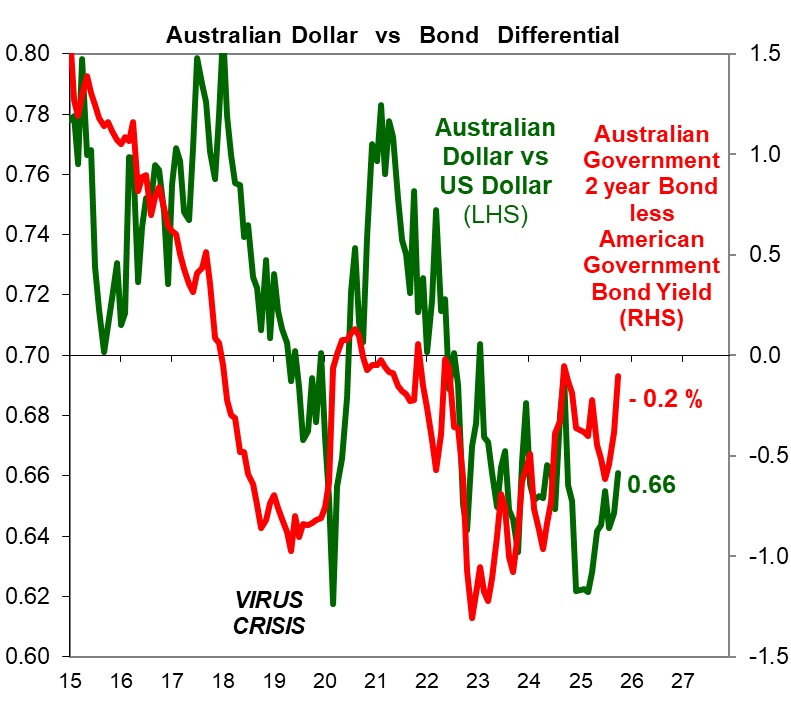 Australian Dollar vs Bond Differential
0.80
0.78
0.76
0.74
0.72
0.70
0.68
0.66
0.64
0.62
0.60
1.5
1.0
0.5
0.0
-0.5
-1.0
-1.5
Australian
Dollar vs
US Dollar
(LHS)
Australian
Government
2 year Bond
less
American
Government
Bond Yield
(RHS)
- 0.2 %
0.66
VIRUS
CRISIS
15 16 17 18 19 20 21 22 23 24 25 26 27